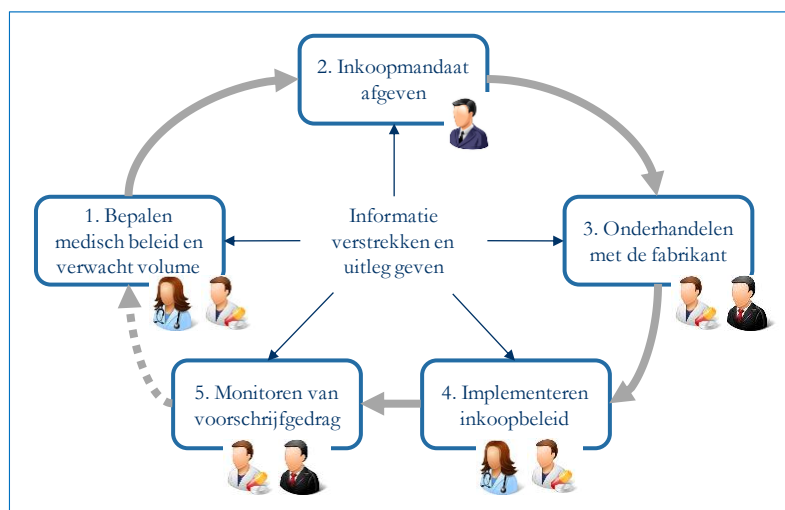 2. Inkoopmandaat
afgeven
1. Bepalen
medisch beleid en
verwacht volume
Informatie
verstrekken en
uitleg geven
3. Onderhandelen
met de fabrikant
5. Monitoren van
voorschrijfgedrag
4. Implementeren
inkoopbeleid